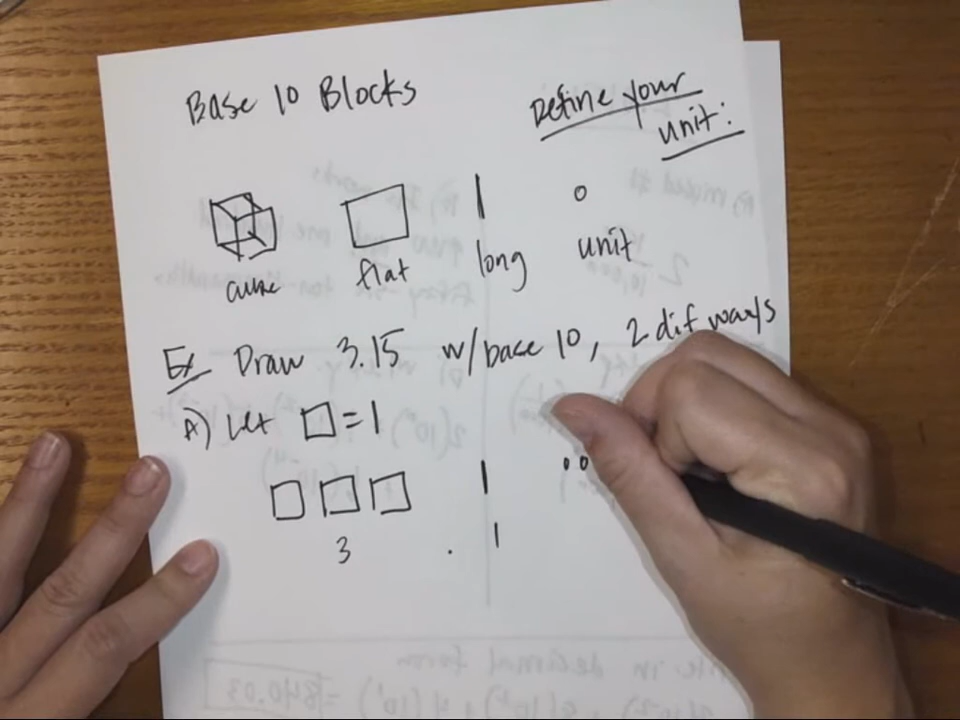 Base 10 Blocks
Define your
unit:
cube flat long unit
Ex Draw 3.15 w/base 10, 2 dif ways
A) Let □ = 1
3 . 1